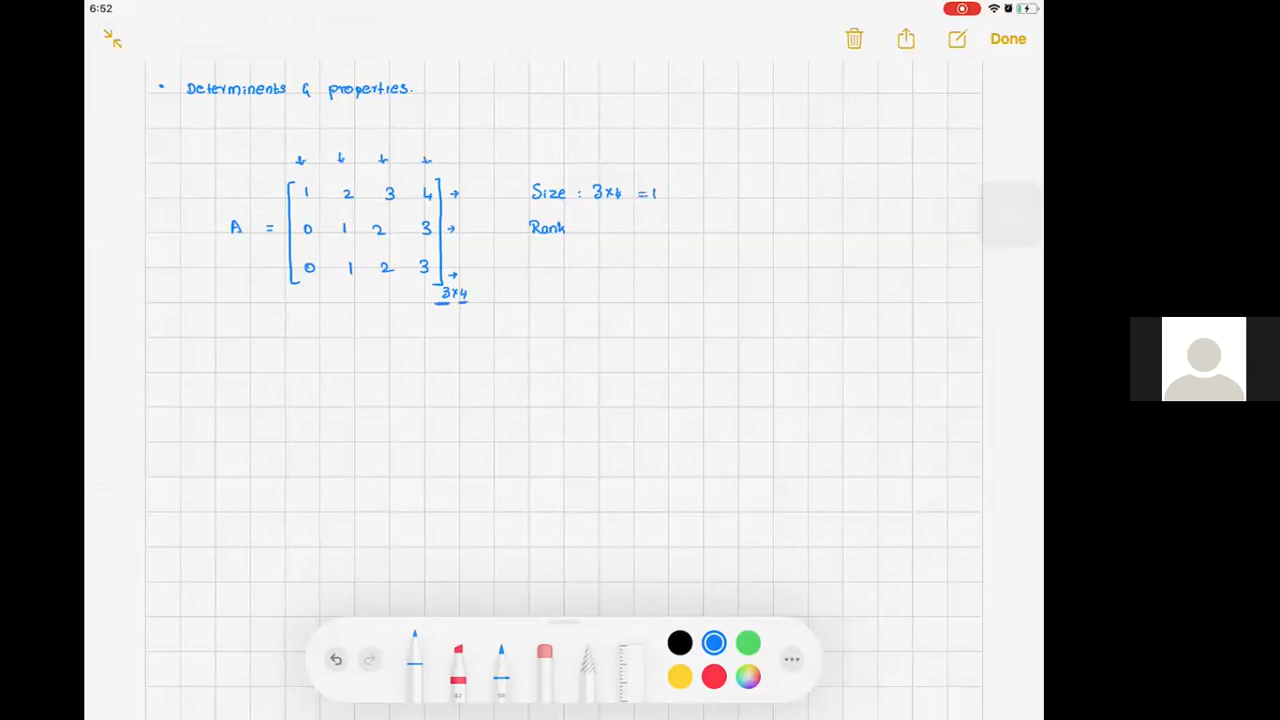 6:52
Done
• Determinents & properties.
1 2 3 4 → Size : 3×4 = 1
A = 0 1 2 3 → Rank
0 1 2 3 →
3×4